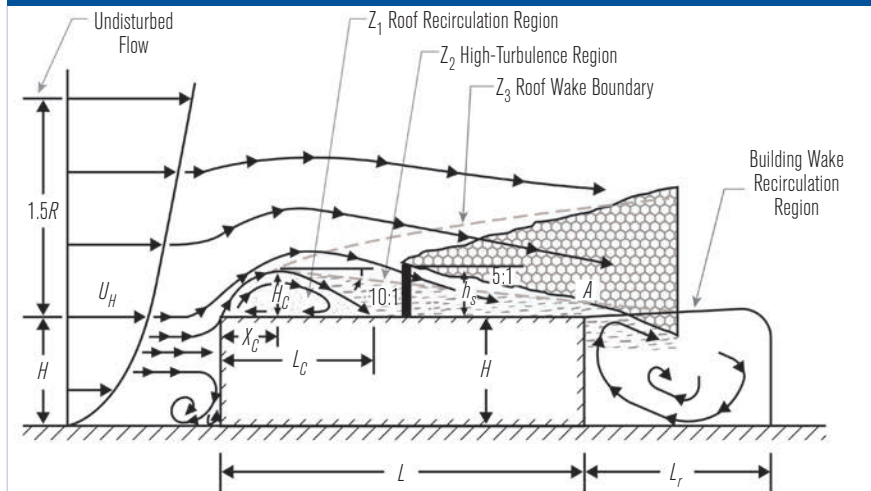 Undisturbed
Flow
Z1 Roof Recirculation Region
Z2 High-Turbulence Region
Z3 Roof Wake Boundary
Building Wake
Recirculation
Region
1.5R
UH
HC
10:1
hs
5:1
A
XC
LC
H
H
L
Lr